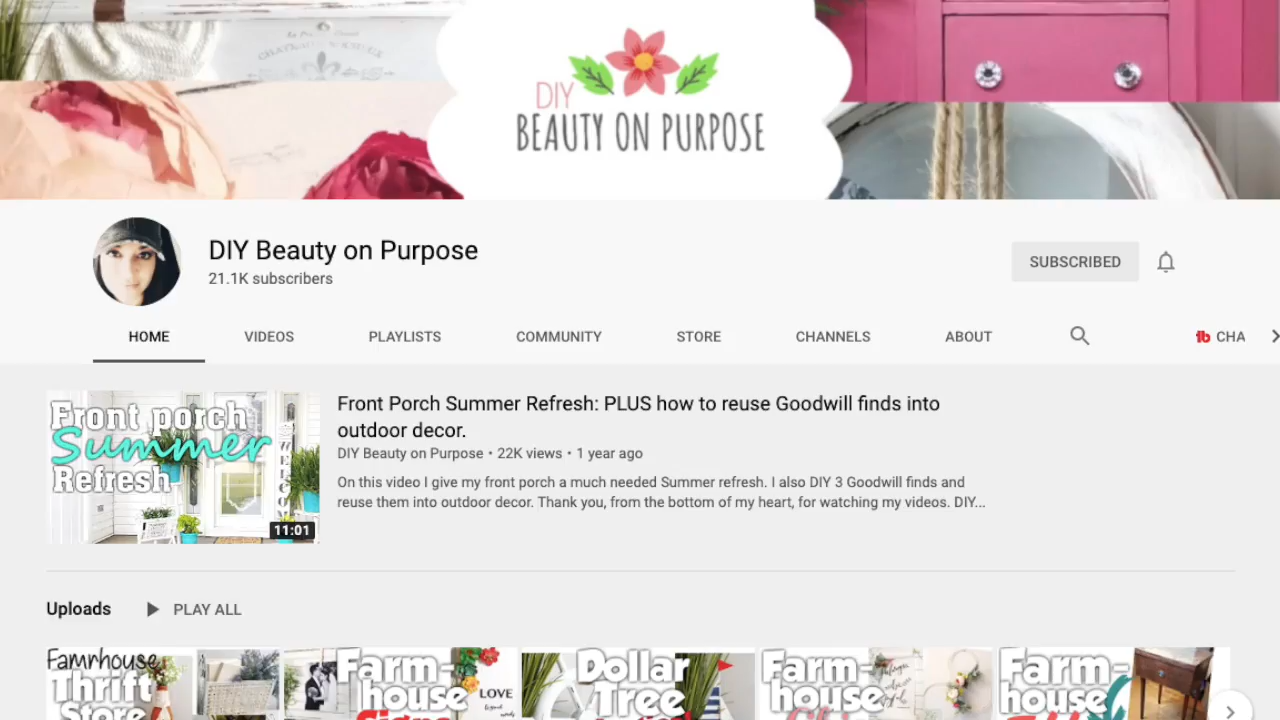 DIY
BEAUTY ON PURPOSE
DIY Beauty on Purpose
21.1K subscribers
SUBSCRIBED
HOME VIDEOS PLAYLISTS COMMUNITY STORE CHANNELS ABOUT CHA
Front porch
Summer
Refresh
WELCOM
11:01
Front Porch Summer Refresh: PLUS how to reuse Goodwill finds into
outdoor decor.
DIY Beauty on Purpose • 22K views • 1 year ago
On this video I give my front porch a much needed Summer refresh. I also DIY 3 Goodwill finds and
reuse them into outdoor decor. Thank you, from the bottom of my heart, for watching my videos. DIY...
Uploads PLAY ALL
Famrhouse
Thrift
Store
Farm-
house
Signs
LOVE
Dollar
Tree
Farm-
house
Farm-
house